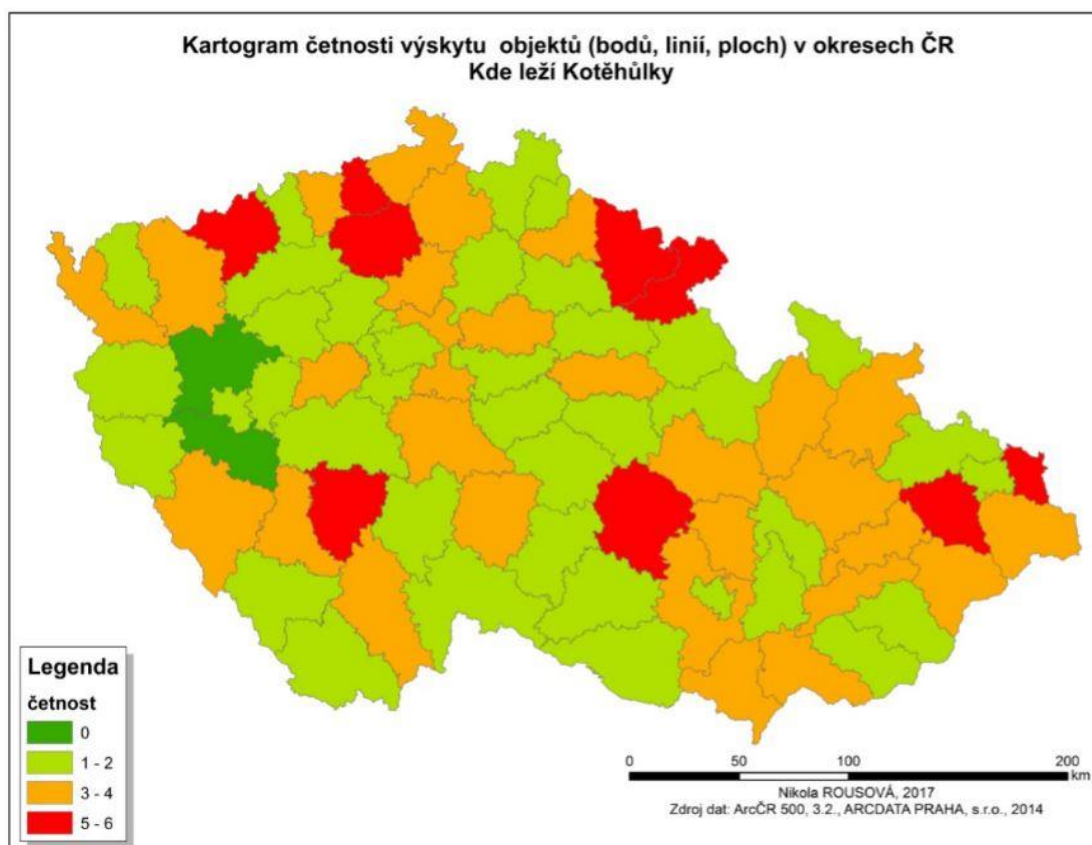 Kartogram četnosti výskytu objektů (bodů, linií, ploch) v okresech ČR
Kde leží Kotěhůlky
Legenda
četnost
0
1 - 2
3 - 4
5 - 6
0 50 100 200
km
Nikola ROUSOVÁ, 2017
Zdroj dat: ArcČR 500, 3.2., ARCDATA PRAHA, s.r.o., 2014